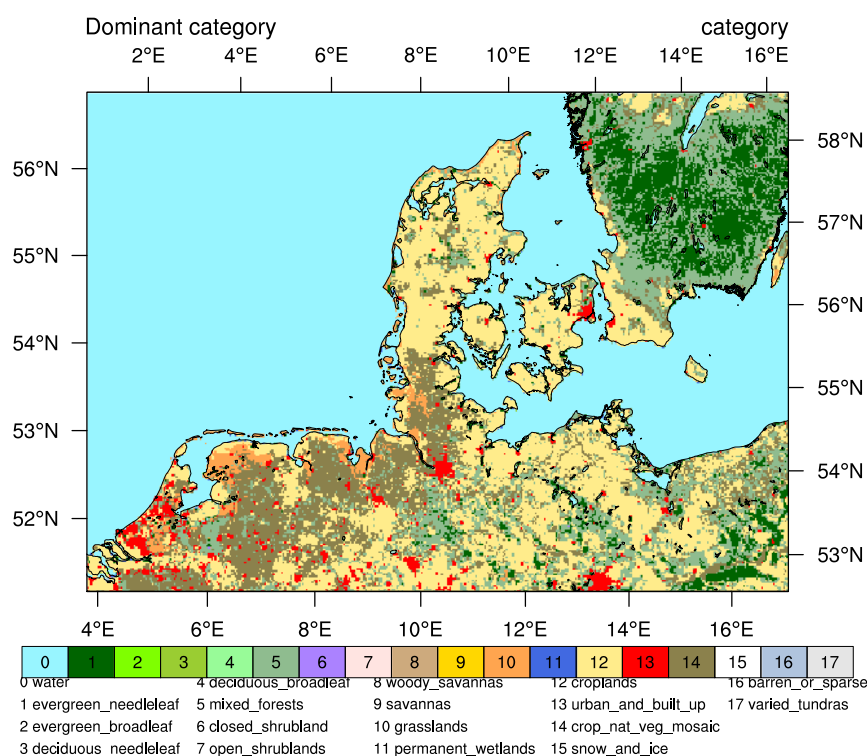 Dominant category category
2°E 4°E 6°E 8°E 10°E 12°E 14°E 16°E
58°N
56°N
57°N
55°N
56°N
54°N
55°N
53°N
54°N
52°N
53°N
4°E 6°E 8°E 10°E 12°E 14°E 16°E
0 1 2 3 4 5 6 7 8 9 10 11 12 13 14 15 16 17
0 water 4 deciduous_broadleaf 8 woody_savannas 12 croplands 16 barren_or_sparse
1 evergreen_needleleaf 5 mixed_forests 9 savannas 13 urban_and_built_up 17 varied_tundras
2 evergreen_broadleaf 6 closed_shrubland 10 grasslands 14 crop_nat_veg_mosaic
3 deciduous_needleleaf 7 open_shrublands 11 permanent_wetlands 15 snow_and_ice